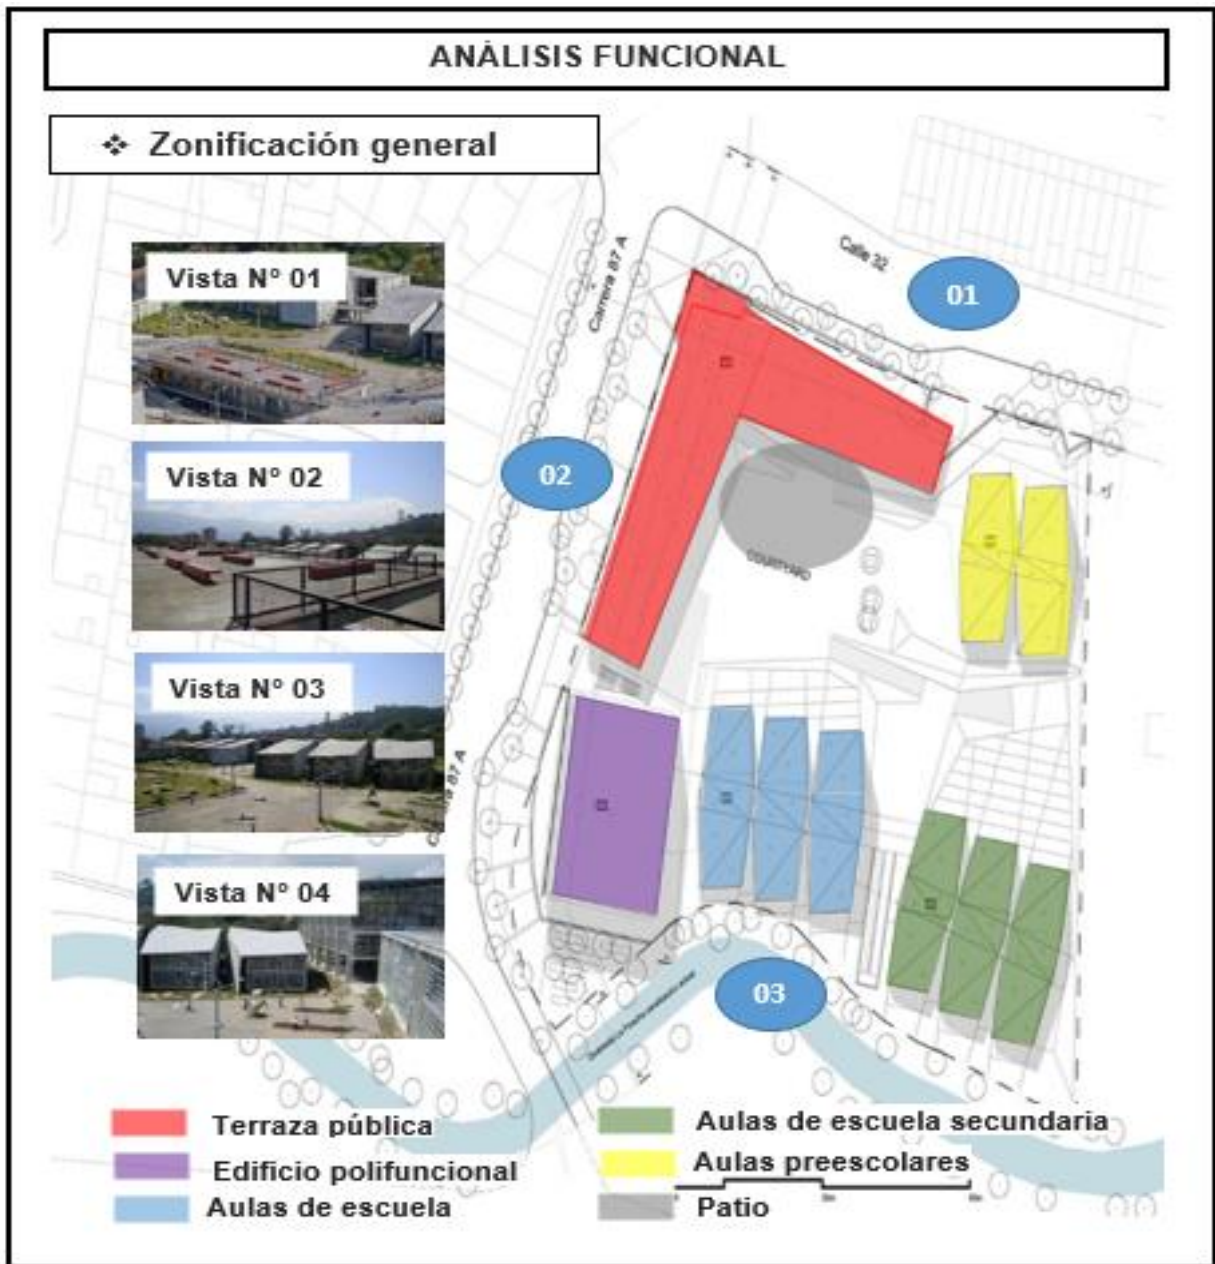 ANÁLISIS FUNCIONAL
❖ Zonificación general
Vista Nº 01
Vista Nº 02
Vista Nº 03
Vista Nº 04
Calle 32
Carrera 87 A
01
02
COURTYARD
87 A
03
Terraza pública
Edificio polifuncional
Aulas de escuela
Aulas de escuela secundaria
Aulas preescolares
Patio